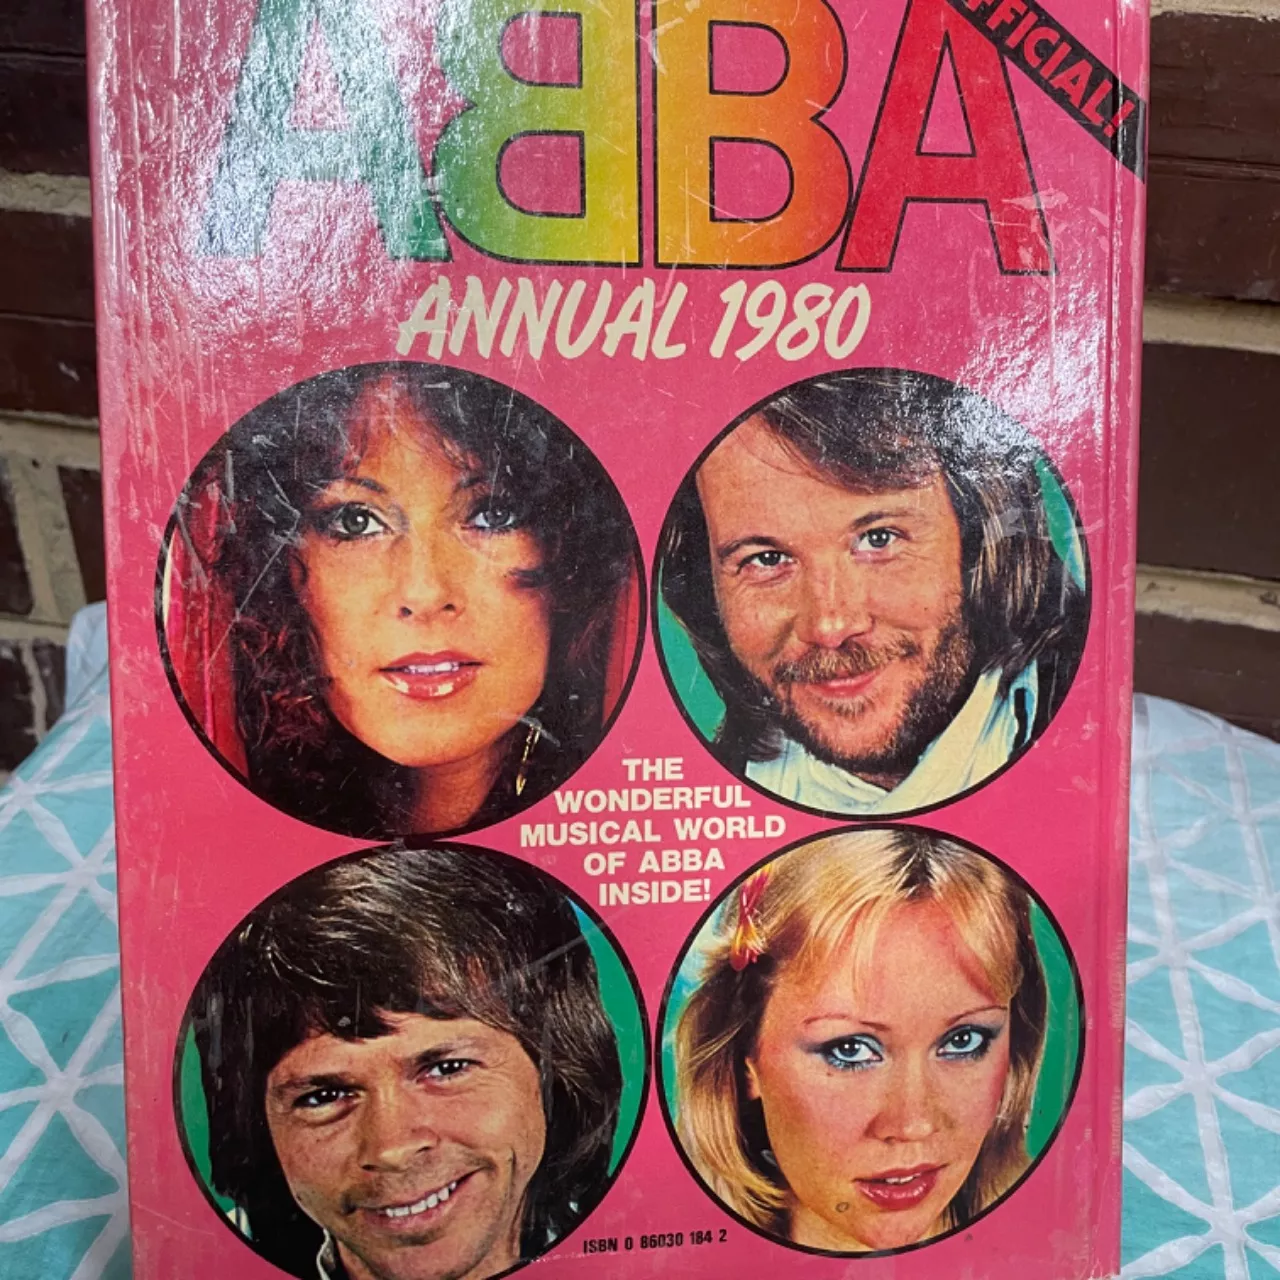 ABBA
OFFICIAL!
ANNUAL 1980
THE
WONDERFUL
MUSICAL WORLD
OF ABBA
INSIDE!
ISBN 0 86030 184 2